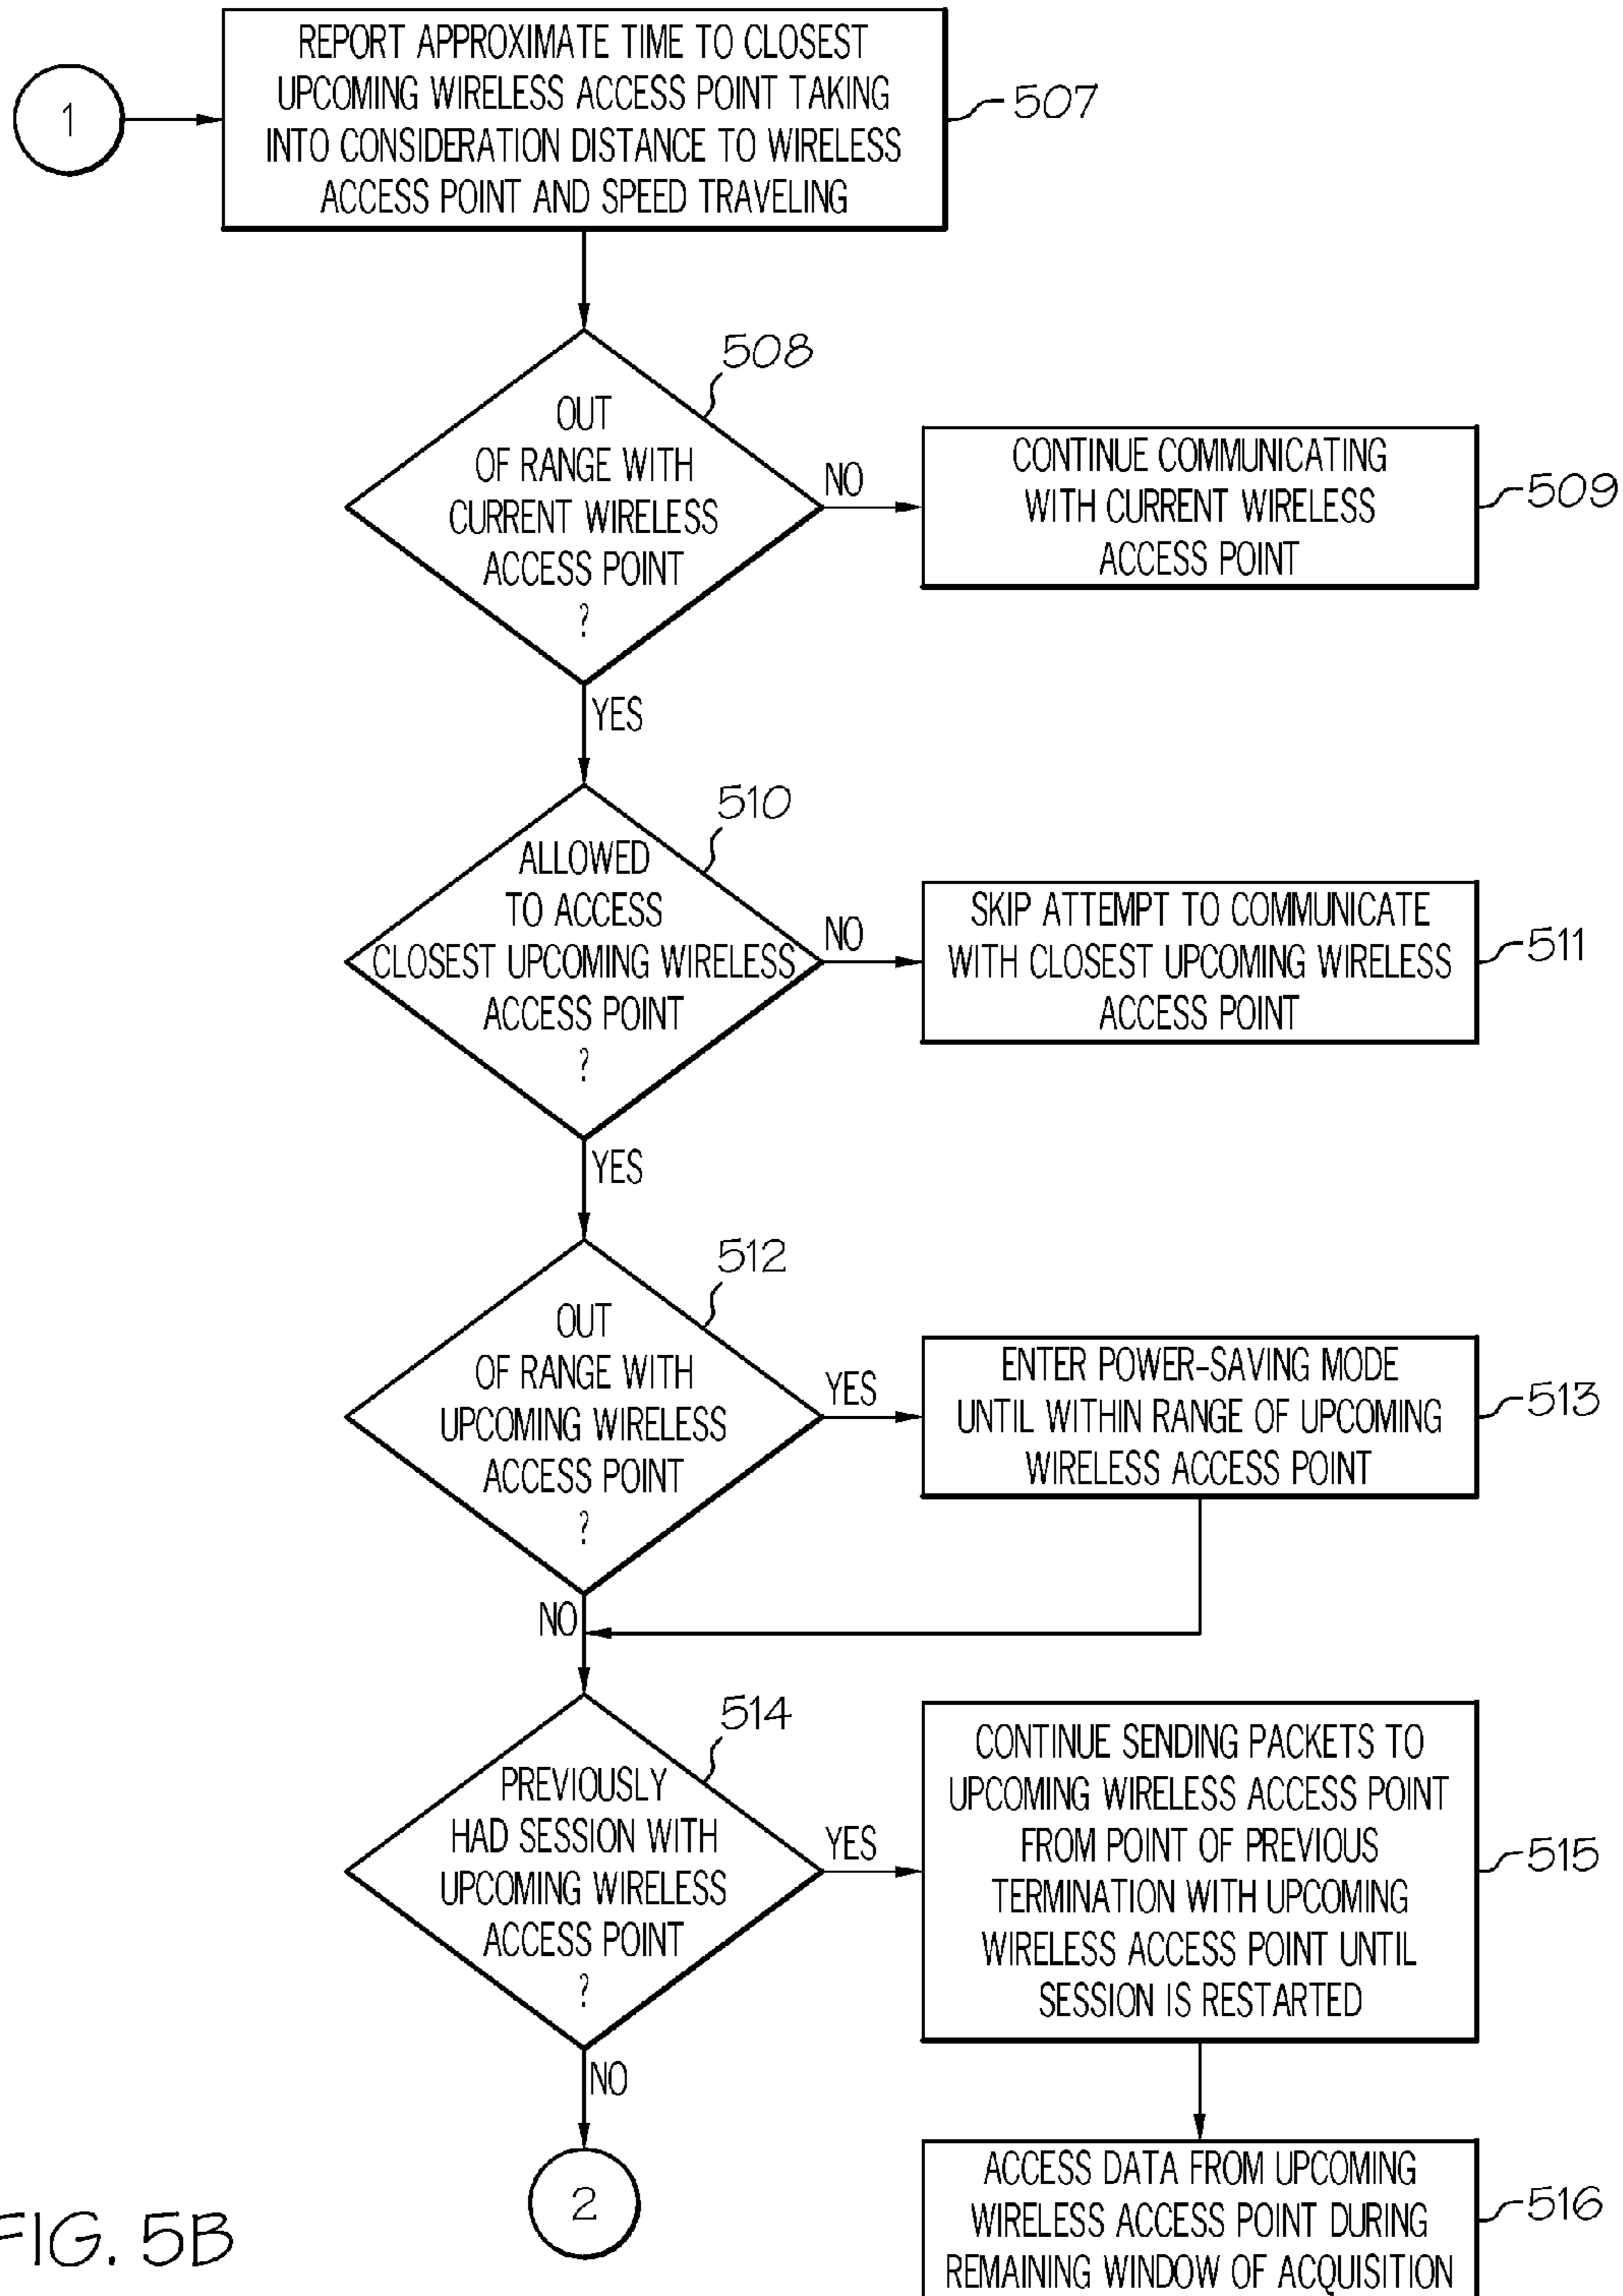 REPORT APPROXIMATE TIME TO CLOSEST
UPCOMING WIRELESS ACCESS POINT TAKING
INTO CONSIDERATION DISTANCE TO WIRELESS
ACCESS POINT AND SPEED TRAVELING
1
507
508
OUT
OF RANGE WITH
CURRENT WIRELESS
ACCESS POINT
?
NO
CONTINUE COMMUNICATING
WITH CURRENT WIRELESS
ACCESS POINT
509
YES
510
ALLOWED
TO ACCESS
CLOSEST UPCOMING WIRELESS
ACCESS POINT
?
NO
SKIP ATTEMPT TO COMMUNICATE
WITH CLOSEST UPCOMING WIRELESS
ACCESS POINT
511
YES
512
OUT
OF RANGE WITH
UPCOMING WIRELESS
ACCESS POINT
?
YES
ENTER POWER-SAVING MODE
UNTIL WITHIN RANGE OF UPCOMING
WIRELESS ACCESS POINT
513
NO
514
PREVIOUSLY
HAD SESSION WITH
UPCOMING WIRELESS
ACCESS POINT
?
YES
CONTINUE SENDING PACKETS TO
UPCOMING WIRELESS ACCESS POINT
FROM POINT OF PREVIOUS
TERMINATION WITH UPCOMING
WIRELESS ACCESS POINT UNTIL
SESSION IS RESTARTED
515
NO
2
ACCESS DATA FROM UPCOMING
WIRELESS ACCESS POINT DURING
REMAINING WINDOW OF ACQUISITION
516
FIG. 5B